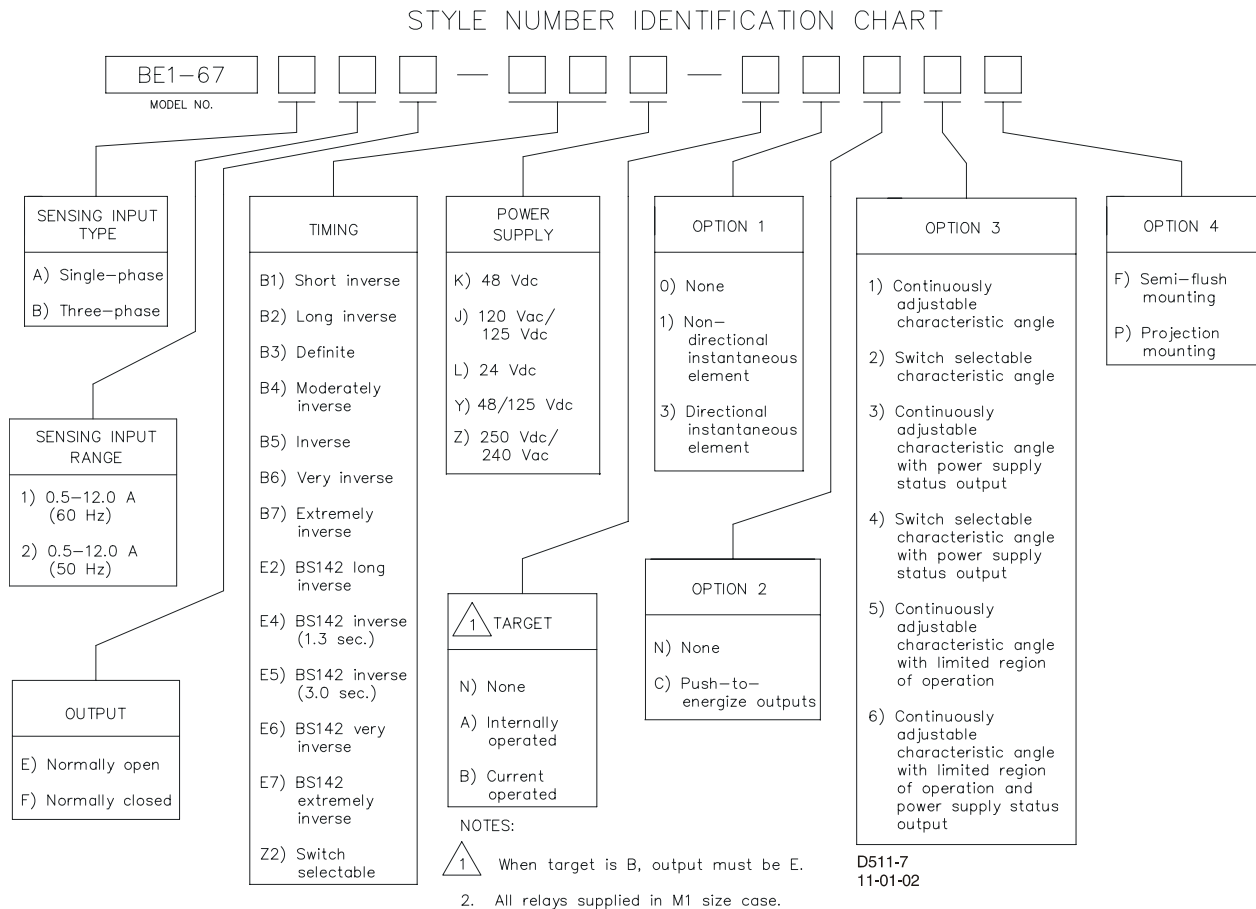 STYLE NUMBER IDENTIFICATION CHART
BE1-67
MODEL NO.
SENSING INPUT
TYPE
A) Single-phase
B) Three-phase
SENSING INPUT
RANGE
1) 0.5-12.0 A
(60 Hz)
2) 0.5-12.0 A
(50 Hz)
OUTPUT
E) Normally open
F) Normally closed
TIMING
B1) Short inverse
B2) Long inverse
B3) Definite
B4) Moderately
inverse
B5) Inverse
B6) Very inverse
B7) Extremely
inverse
E2) BS142 long
inverse
E4) BS142 inverse
(1.3 sec.)
E5) BS142 inverse
(3.0 sec.)
E6) BS142 very
inverse
E7) BS142
extremely
inverse
Z2) Switch
selectable
POWER
SUPPLY
K) 48 Vdc
J) 120 Vac/
125 Vdc
L) 24 Vdc
Y) 48/125 Vdc
Z) 250 Vdc/
240 Vac
1 TARGET
N) None
A) Internally
operated
B) Current
operated
OPTION 1
0) None
1) Non-
directional
instantaneous
element
3) Directional
instantaneous
element
OPTION 2
N) None
C) Push-to-
energize outputs
OPTION 3
1) Continuously
adjustable
characteristic angle
2) Switch selectable
characteristic angle
3) Continuously
adjustable
characteristic angle
with power supply
status output
4) Switch selectable
characteristic angle
with power supply
status output
5) Continuously
adjustable
characteristic angle
with limited region
of operation
6) Continuously
adjustable
characteristic angle
with limited region
of operation and
power supply status
output
OPTION 4
F) Semi-flush
mounting
P) Projection
mounting
NOTES:
1 When target is B, output must be E.
2. All relays supplied in M1 size case.
D511-7
11-01-02